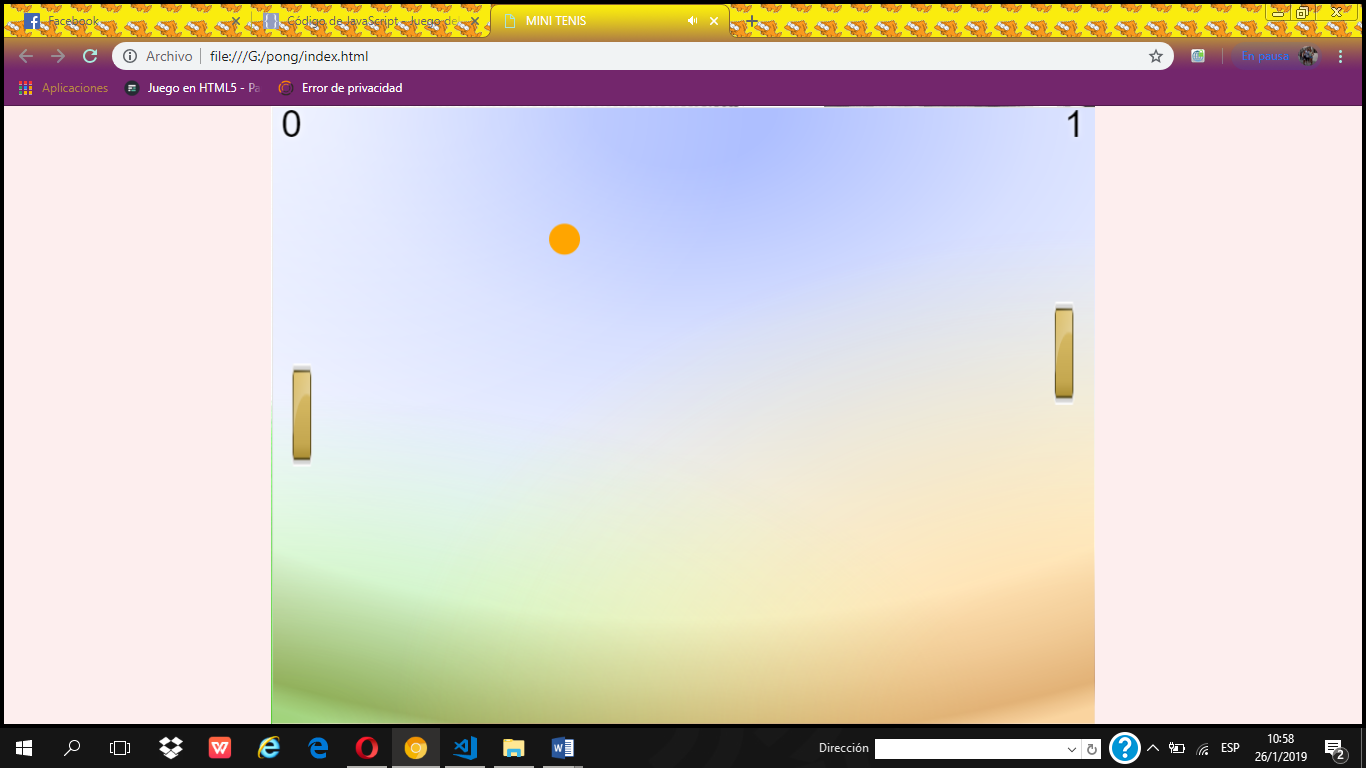 Facebook
Código de JavaScript - Juego de
MINI TENIS
Archivo
file:///G:/pong/index.html
En pausa
Aplicaciones
Juego en HTML5 - Pa
Error de privacidad
0
1
Dirección
ESP
10:58
26/1/2019
2